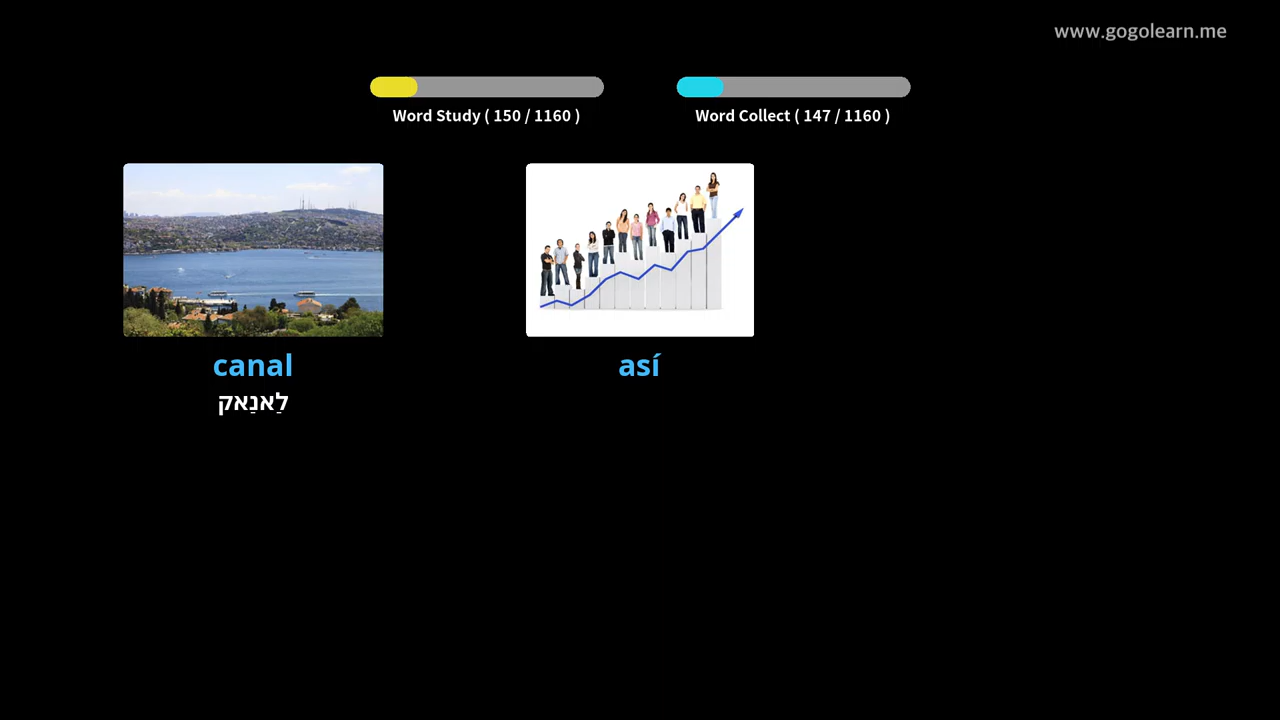 www.gogolearn.me
Word Study ( 150 / 1160 )
Word Collect ( 147 / 1160 )
canal
לַאנַאק
así